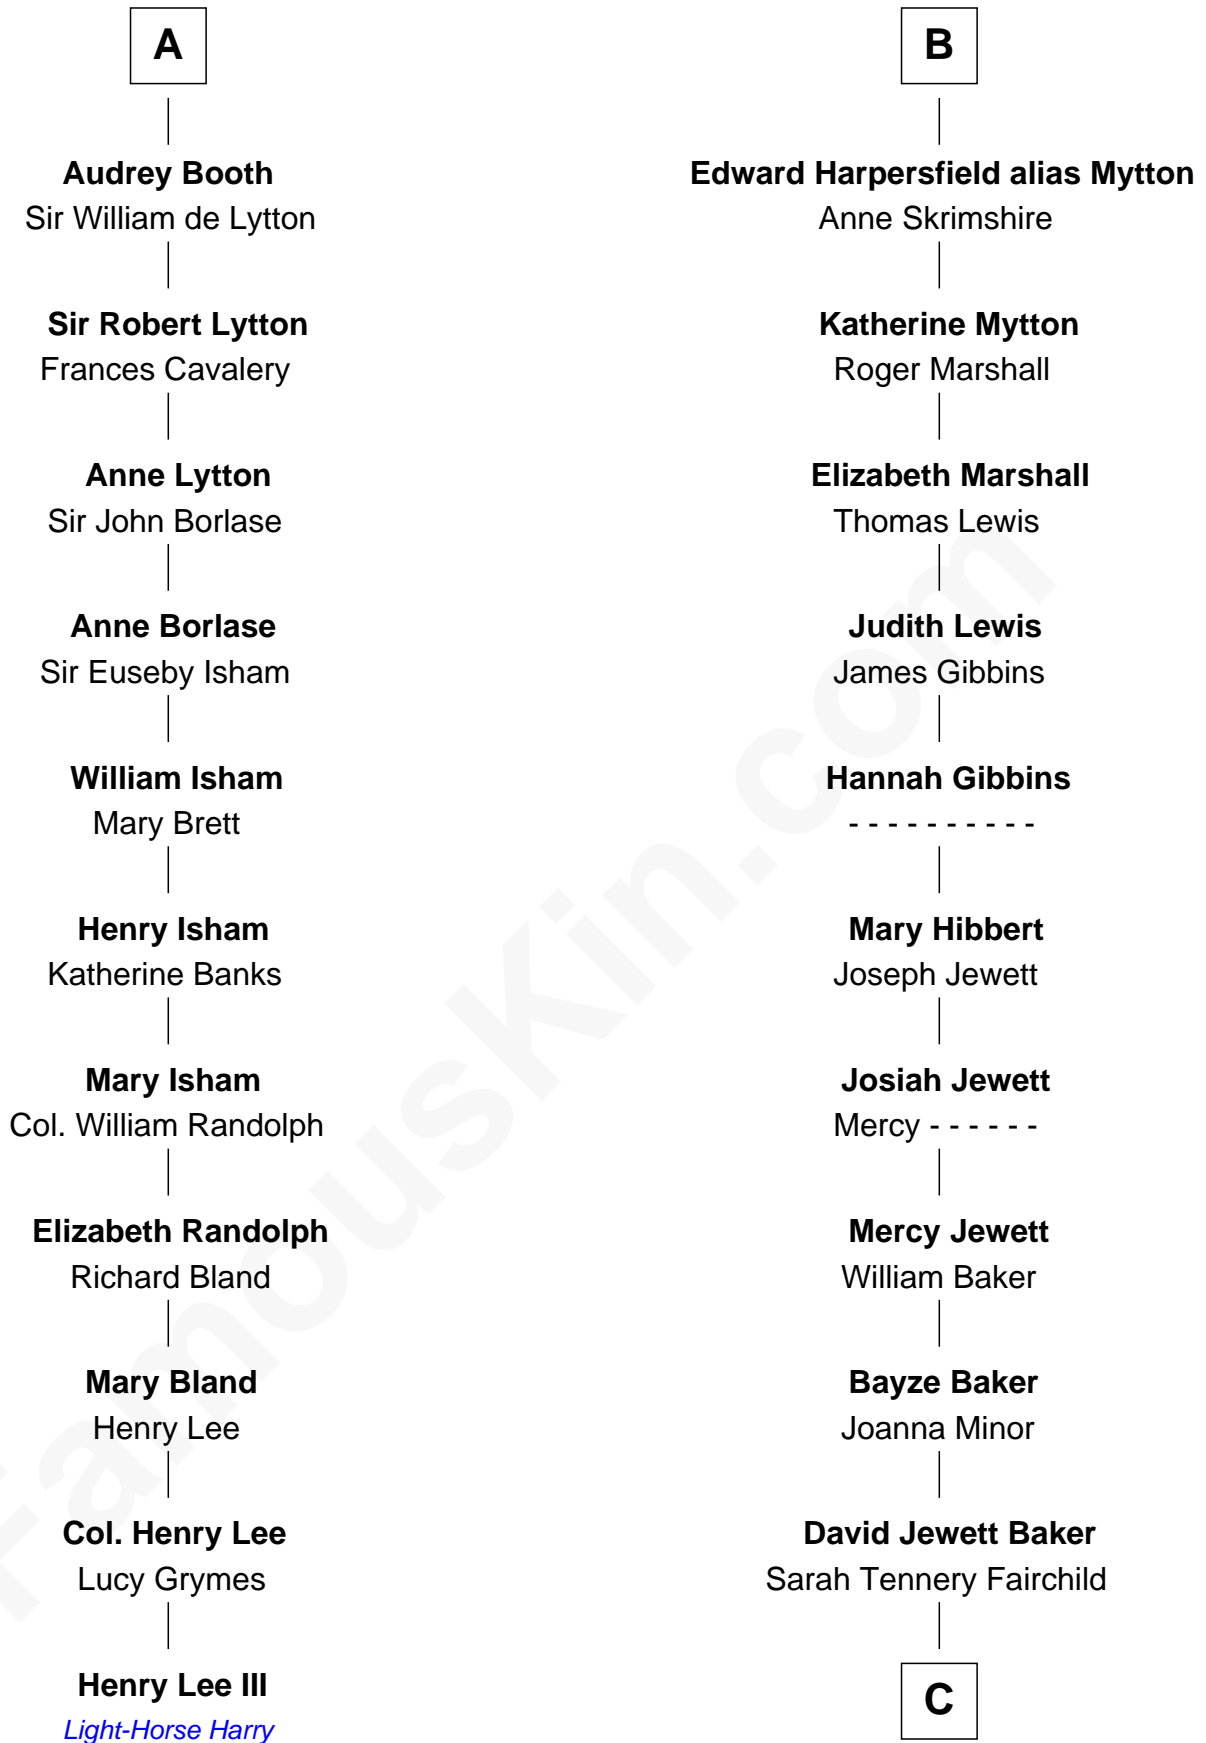 A
Audrey Booth
Sir William de Lytton
Sir Robert Lytton
Frances Cavalery
Anne Lytton
Sir John Borlase
Anne Borlase
Sir Euseby Isham
William Isham
Mary Brett
Henry Isham
Katherine Banks
Mary Isham
Col. William Randolph
Elizabeth Randolph
Richard Bland
Mary Bland
Henry Lee
Col. Henry Lee
Lucy Grymes
Henry Lee III
Light-Horse Harry
B
Edward Harpersfield alias Mytton
Anne Skrimshire
Katherine Mytton
Roger Marshall
Elizabeth Marshall
Thomas Lewis
Judith Lewis
James Gibbins
Hannah Gibbins
- - - - - - - - - -
Mary Hibbert
Joseph Jewett
Josiah Jewett
Mercy - - - - - -
Mercy Jewett
William Baker
Bayze Baker
Joanna Minor
David Jewett Baker
Sarah Tennery Fairchild
C
FamousKin.com